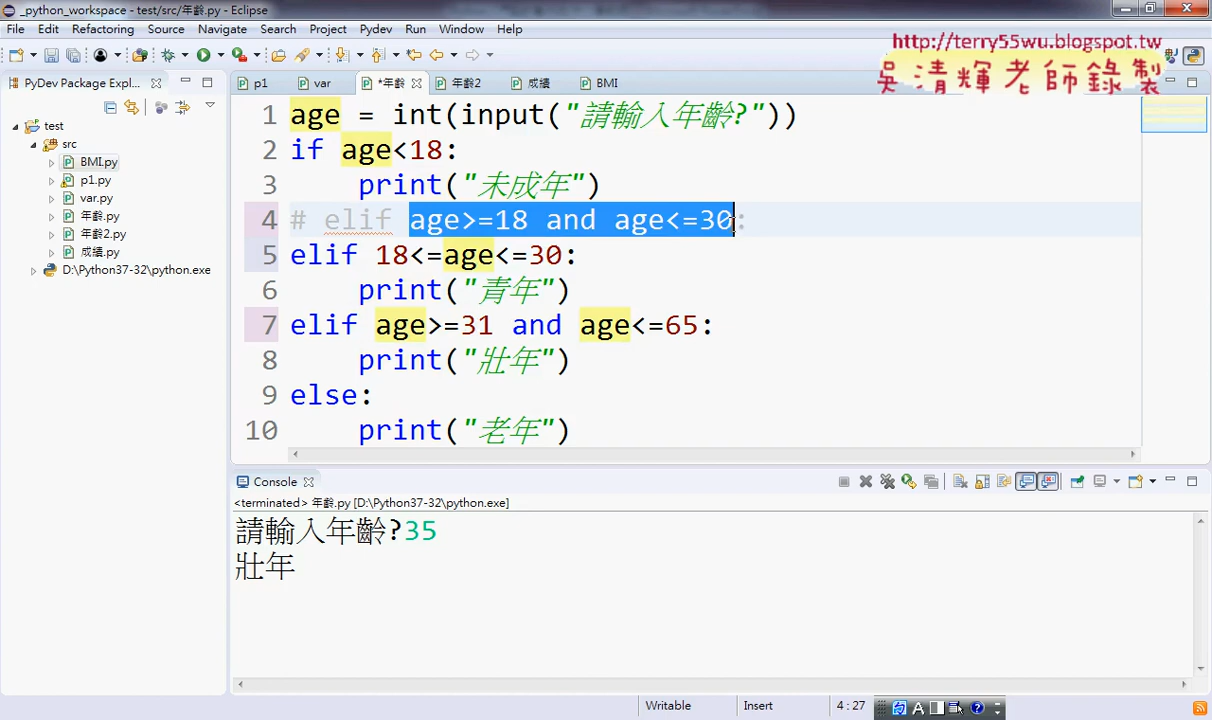 _python_workspace - test/src/年齡.py - Eclipse
File Edit Refactoring Source Navigate Search Project Pydev Run Window Help
http://terry55wu.blogspot.tw
吳清輝老師錄製
PyDev Package Expl...
p1 var *年齡 年齡2 成績 BMI
test
src
BMI.py
p1.py
var.py
年齡.py
年齡2.py
成績.py
D:\Python37-32\python.exe
1 age = int(input("請輸入年齡?"))
2 if age<18:
3 print("未成年")
4 # elif age>=18 and age<=30:
5 elif 18<=age<=30:
6 print("青年")
7 elif age>=31 and age<=65:
8 print("壯年")
9 else:
10 print("老年")
Console
<terminated> 年齡.py [D:\Python37-32\python.exe]
請輸入年齡?35
壯年
Writable Insert 4:27